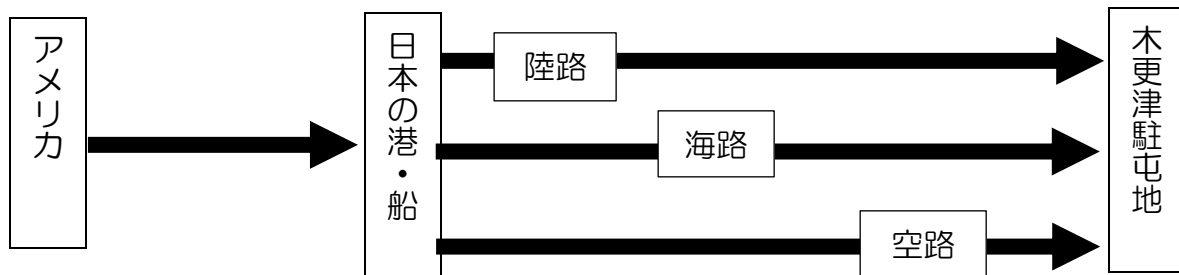 アメリカ
日本の港・船
陸路
海路
空路
木更津駐屯地